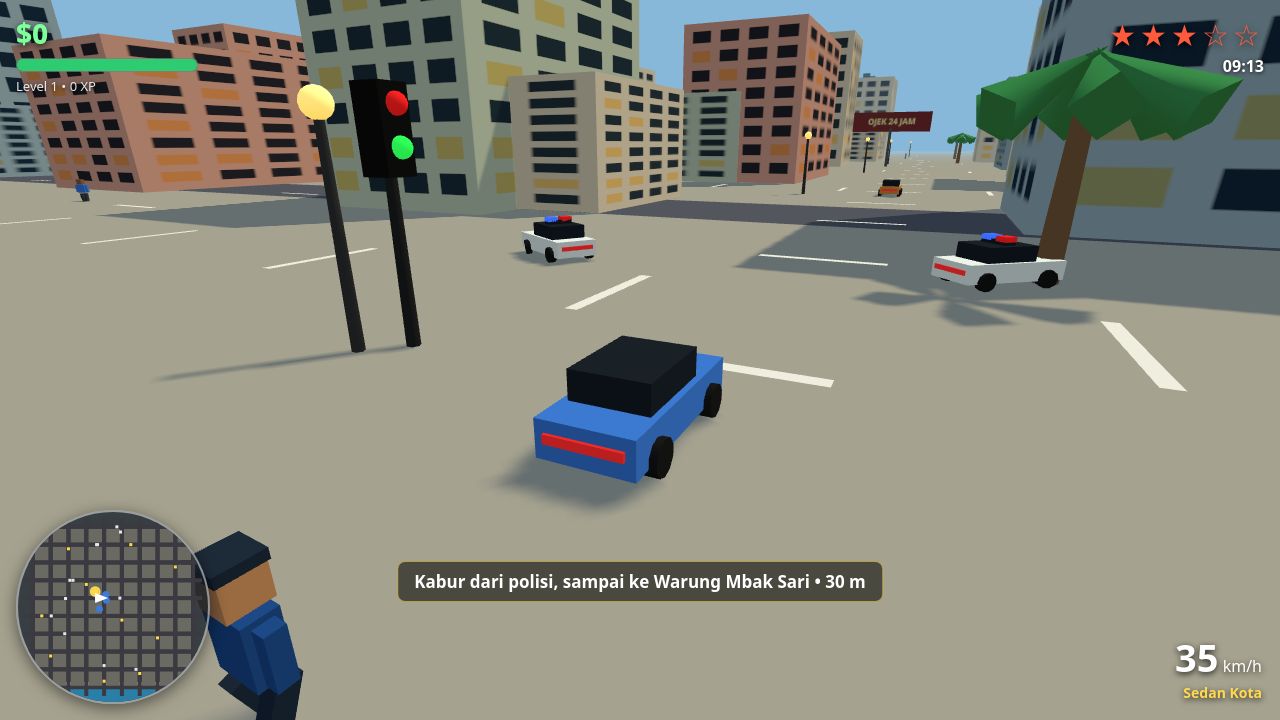 $0
Level 1 • 0 XP
★★★☆☆
09:13
OJEK 24 JAM
Kabur dari polisi, sampai ke Warung Mbak Sari • 30 m
35 km/h
Sedan Kota